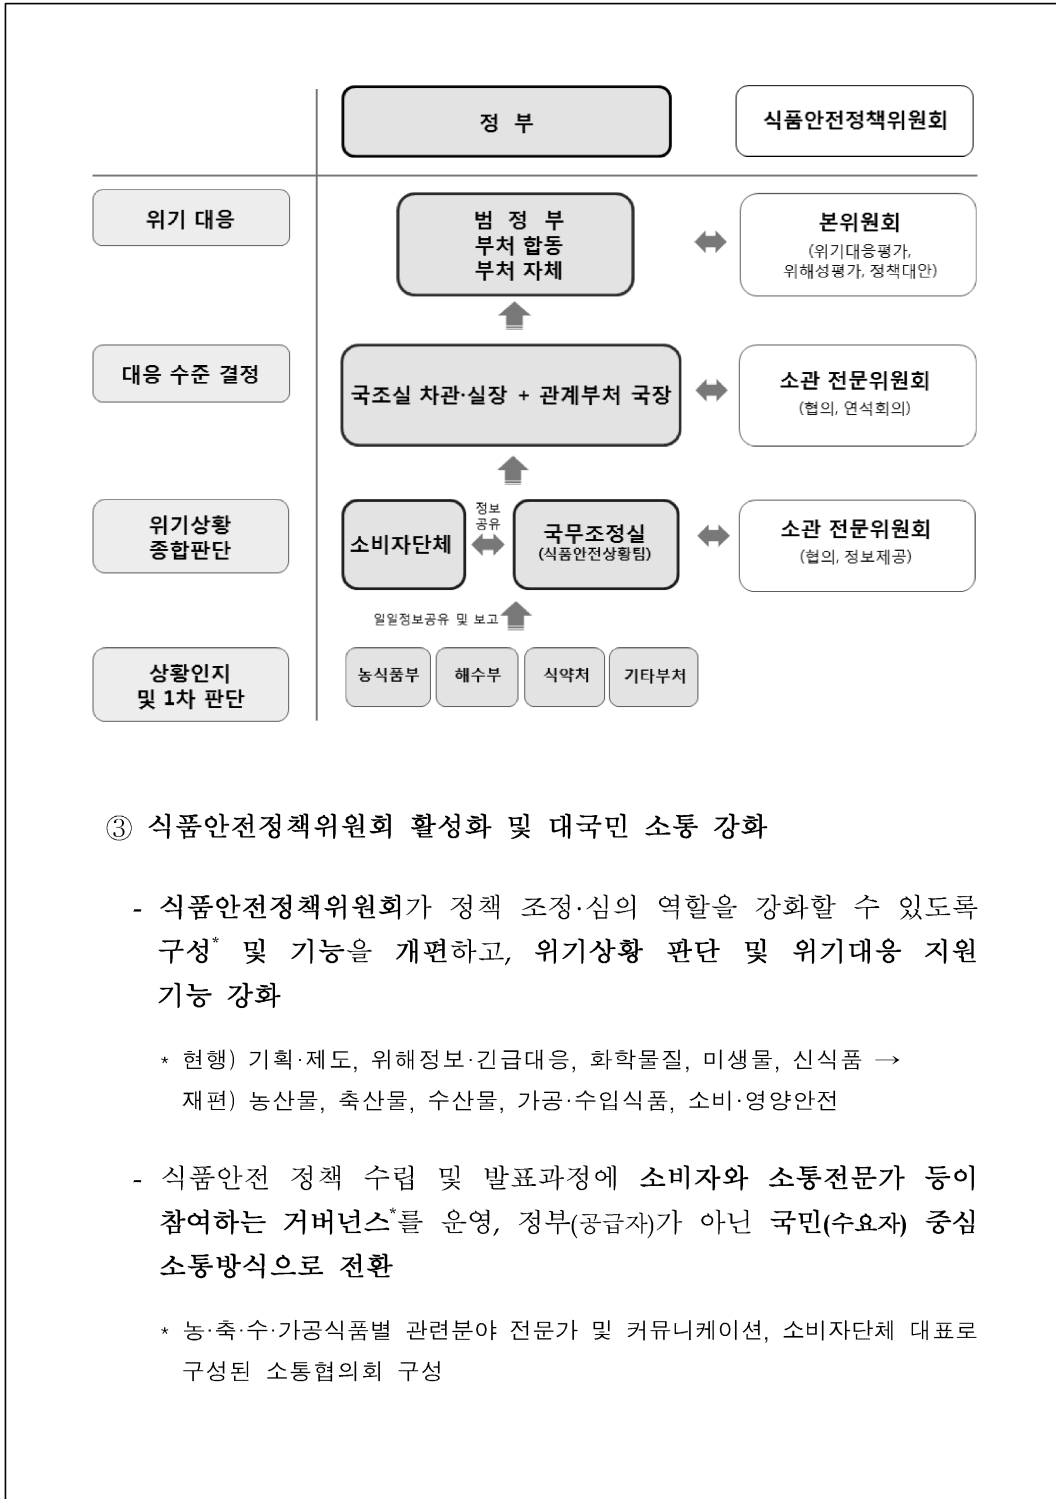 정 부
식품안전정책위원회
위기 대응
범 정 부
부처 합동
부처 자체
본위원회
(위기대응평가,
위해성평가, 정책대안)
대응 수준 결정
국조실 차관·실장 + 관계부처 국장
소관 전문위원회
(협의, 연석회의)
위기상황
종합판단
소비자단체
정보
공유
국무조정실
(식품안전상황팀)
소관 전문위원회
(협의, 정보제공)
일일정보공유 및 보고
상황인지
및 1차 판단
농식품부
해수부
식약처
기타부처
③ 식품안전정책위원회 활성화 및 대국민 소통 강화
- 식품안전정책위원회가 정책 조정·심의 역할을 강화할 수 있도록
구성* 및 기능을 개편하고, 위기상황 판단 및 위기대응 지원
기능 강화
* 현행) 기획·제도, 위해정보·긴급대응, 화학물질, 미생물, 신식품 →
재편) 농산물, 축산물, 수산물, 가공·수입식품, 소비·영양안전
- 식품안전 정책 수립 및 발표과정에 소비자와 소통전문가 등이
참여하는 거버넌스*를 운영, 정부(공급자)가 아닌 국민(수요자) 중심
소통방식으로 전환
* 농·축·수·가공식품별 관련분야 전문가 및 커뮤니케이션, 소비자단체 대표로
구성된 소통협의회 구성